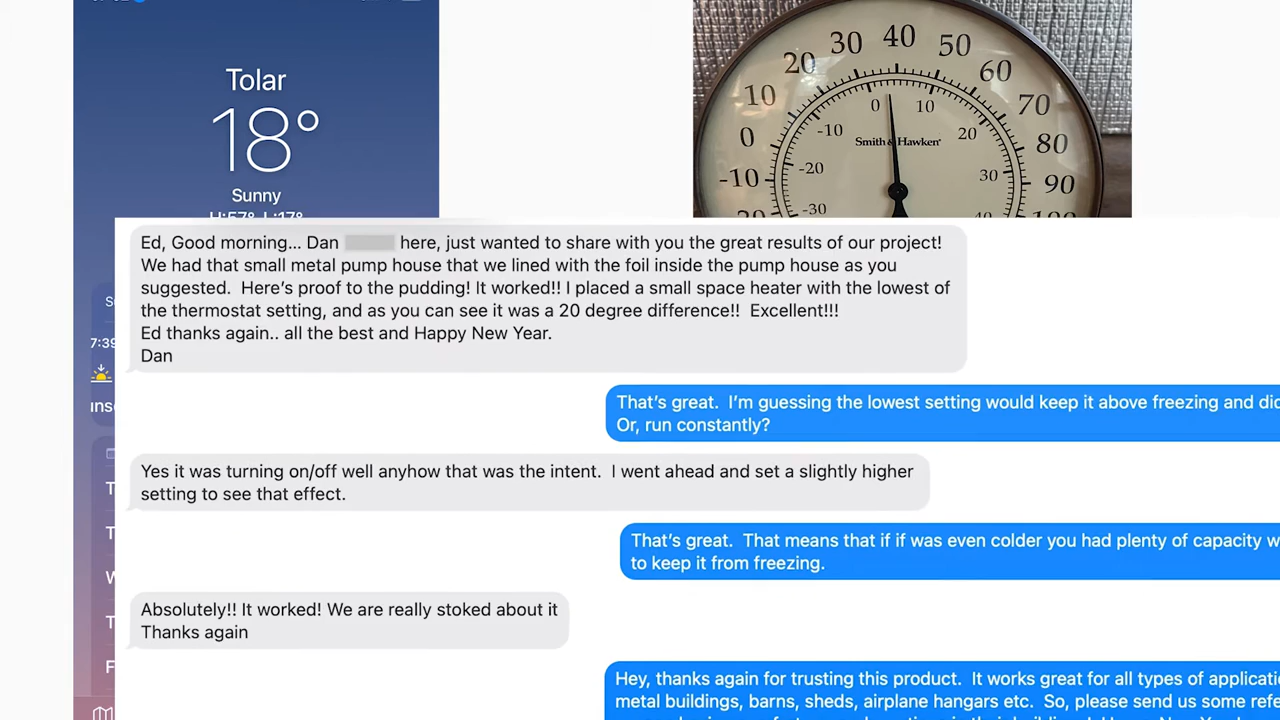 Tolar
18°
Sunny
H:57° L:17°
40
30
50
20
60
10
70
0
80
-10
90
0
10
-10
20
-20
30
-30
Smith & Hawken
7:39
Ed, Good morning... Dan
here, just wanted to share with you the great results of our project!
We had that small metal pump house that we lined with the foil inside the pump house as you
suggested. Here's proof to the pudding! It worked!! I placed a small space heater with the lowest of
the thermostat setting, and as you can see it was a 20 degree difference!! Excellent!!!
Ed thanks again.. all the best and Happy New Year.
Dan
That's great. I'm guessing the lowest setting would keep it above freezing and
Or, run constantly?
Yes it was turning on/off well anyhow that was the intent. I went ahead and set a slightly higher
setting to see that effect.
That's great. That means that if if was even colder you had plenty of capacity
to keep it from freezing.
Absolutely!! It worked! We are really stoked about it
Thanks again
Hey, thanks again for trusting this product. It works great for all types of
metal buildings, barns, sheds, airplane hangars etc. So, please send us some